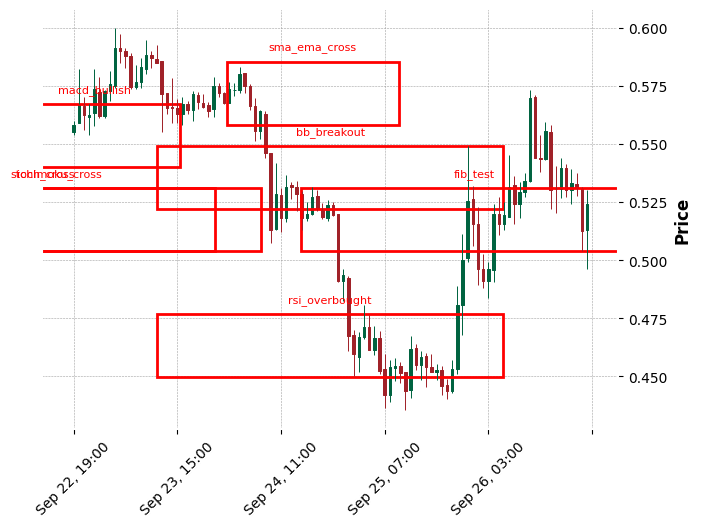 sma_ema_cross
macd_bullish
bb_breakout
fib_test
rsi_overbought
0.600
0.575
0.550
0.525
0.500
0.475
0.450
Price
Sep 22, 19:00
Sep 23, 15:00
Sep 24, 11:00
Sep 25, 07:00
Sep 26, 03:00